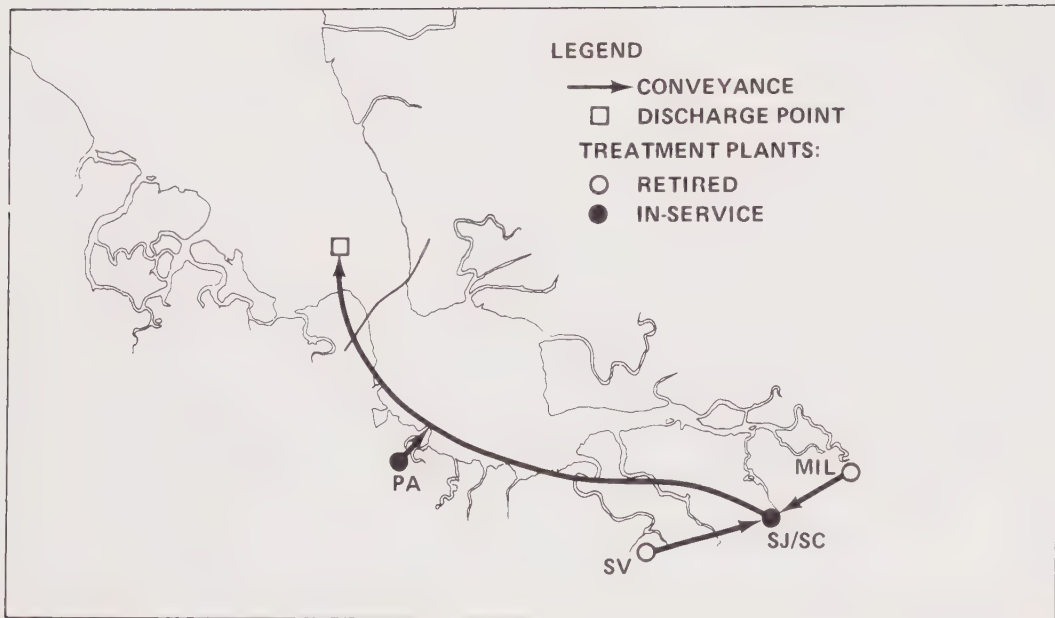 LEGEND
CONVEYANCE
DISCHARGE POINT
TREATMENT PLANTS:
RETIRED
IN-SERVICE
PA
MIL
SJ/SC
SV